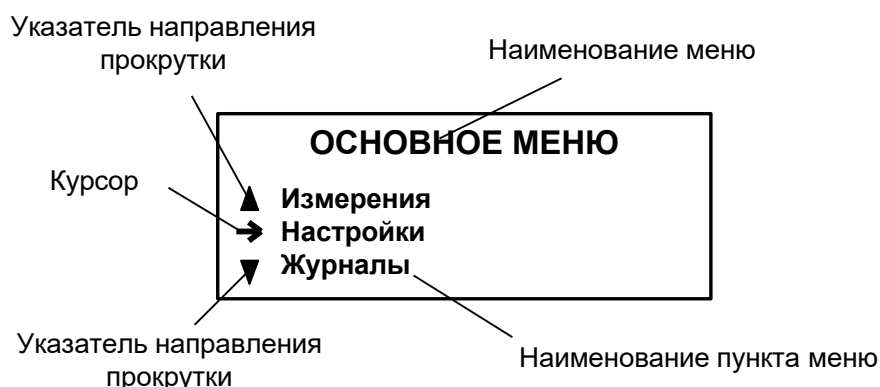 Указатель направления
прокрутки
Наименование меню
ОСНОВНОЕ МЕНЮ
Курсор
Измерения
Настройки
Журналы
Указатель направления
прокрутки
Наименование пункта меню